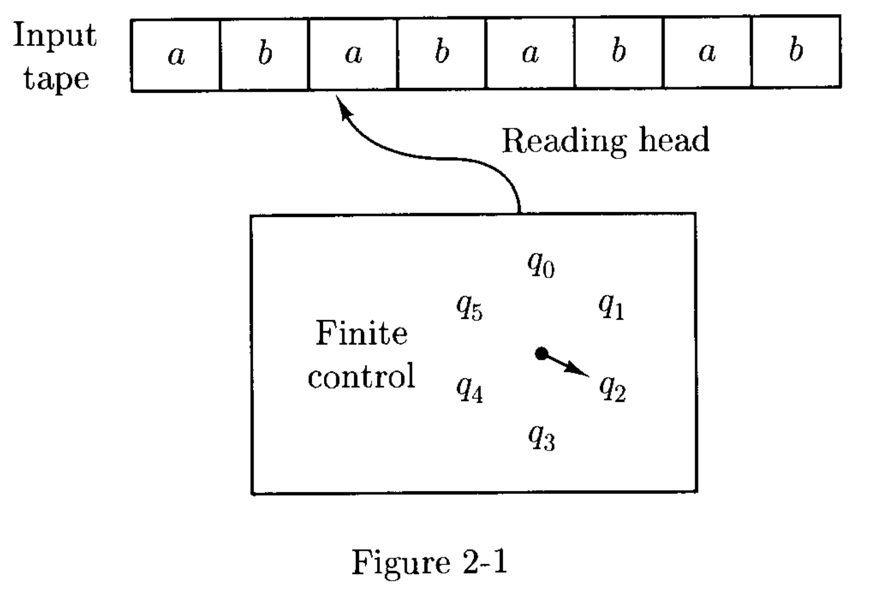 Input
tape
a b a b a b a b
Reading head
q0
q5 q1
Finite
control
q4 q2
q3
Figure 2-1